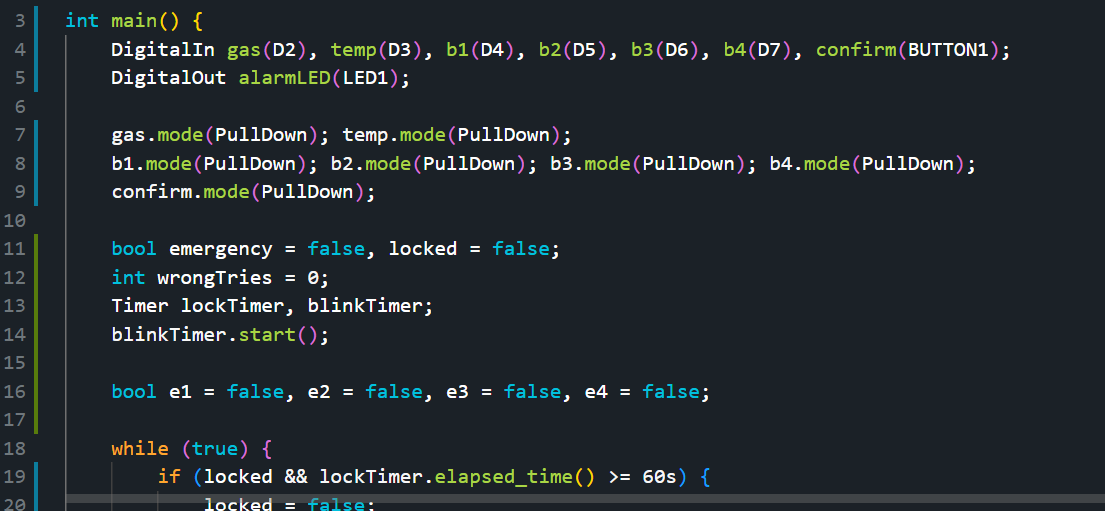 3 int main() {
4 DigitalIn gas(D2), temp(D3), b1(D4), b2(D5), b3(D6), b4(D7), confirm(BUTTON1);
5 DigitalOut alarmLED(LED1);
6
7 gas.mode(PullDown); temp.mode(PullDown);
8 b1.mode(PullDown); b2.mode(PullDown); b3.mode(PullDown); b4.mode(PullDown);
9 confirm.mode(PullDown);
10
11 bool emergency = false, locked = false;
12 int wrongTries = 0;
13 Timer lockTimer, blinkTimer;
14 blinkTimer.start();
15
16 bool e1 = false, e2 = false, e3 = false, e4 = false;
17
18 while (true) {
19 if (locked && lockTimer.elapsed_time() >= 60s) {
20 locked = false;